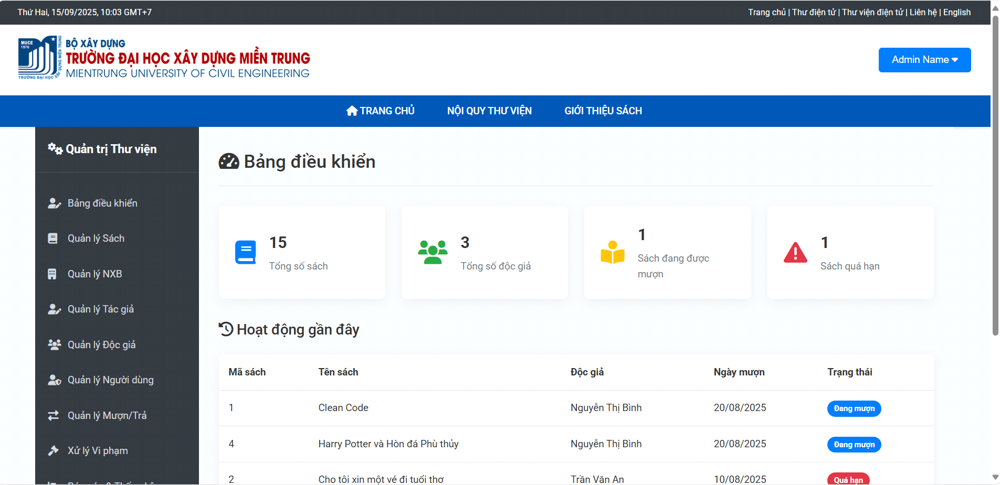 Thứ Hai, 15/09/2025, 10:03 GMT+7
Trang chủ | Thư điện tử | Thư viện điện tử | Liên hệ | English
MUCE
1976
TRƯỜNG ĐẠI HỌC XÂY DỰNG MIỀN TRUNG
BỘ XÂY DỰNG
TRƯỜNG ĐẠI HỌC XÂY DỰNG MIỀN TRUNG
MIENTRUNG UNIVERSITY OF CIVIL ENGINEERING
Admin Name
TRANG CHỦ NỘI QUY THƯ VIỆN GIỚI THIỆU SÁCH
Quản trị Thư viện
Bảng điều khiển
Quản lý Sách
Quản lý NXB
Quản lý Tác giả
Quản lý Độc giả
Quản lý Người dùng
Quản lý Mượn/Trả
Xử lý Vi phạm
Bảng điều khiển
15
Tổng số sách
3
Tổng số độc giả
1
Sách đang được
mượn
1
Sách quá hạn
Hoạt động gần đây
Mã sách Tên sách Độc giả Ngày mượn Trạng thái
1 Clean Code Nguyễn Thị Bình 20/08/2025 Đang mượn
4 Harry Potter và Hòn đá Phù thủy Nguyễn Thị Bình 20/08/2025 Đang mượn
2 Cho tôi xin một vé đi tuổi thơ Trần Văn An 10/08/2025 Quá hạn